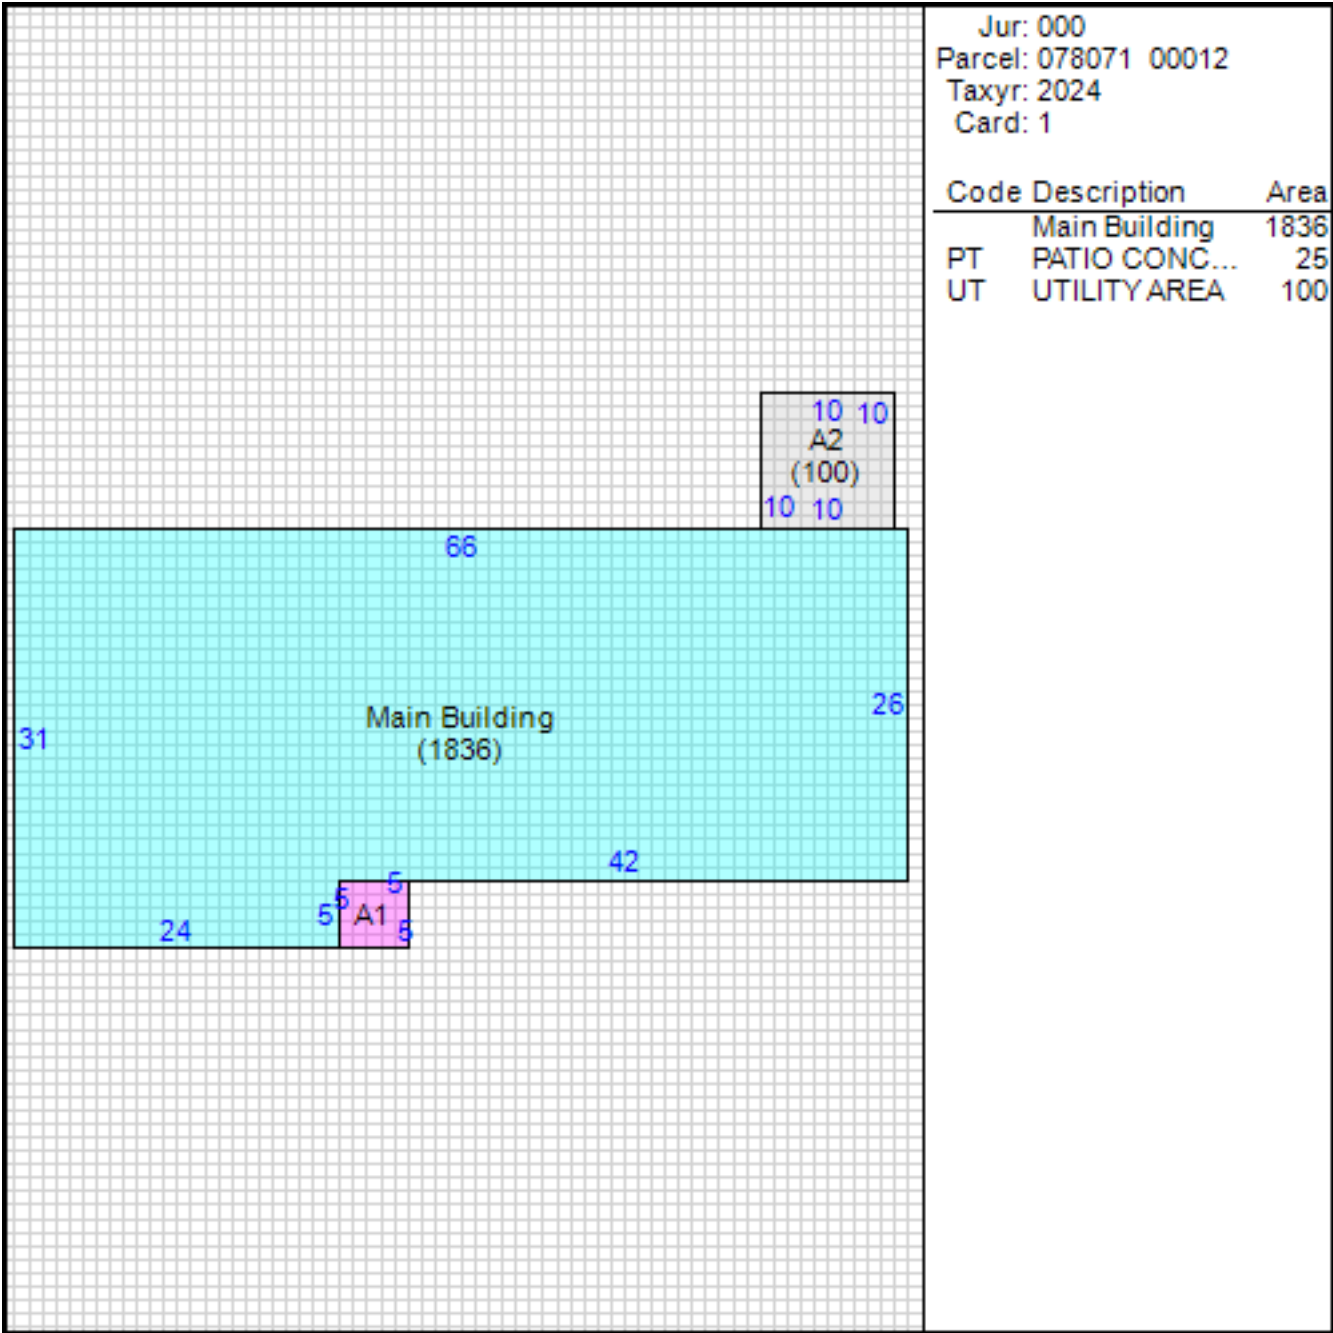 Jur: 000
Parcel: 078071 00012
Taxyr: 2024
Card: 1
Code Description Area
Main Building 1836
PT PATIO CONC... 25
UT UTILITY AREA 100
10 10
A2
(100)
10 10
66
26
Main Building
(1836)
31
42
5
5
5 A1
5
24